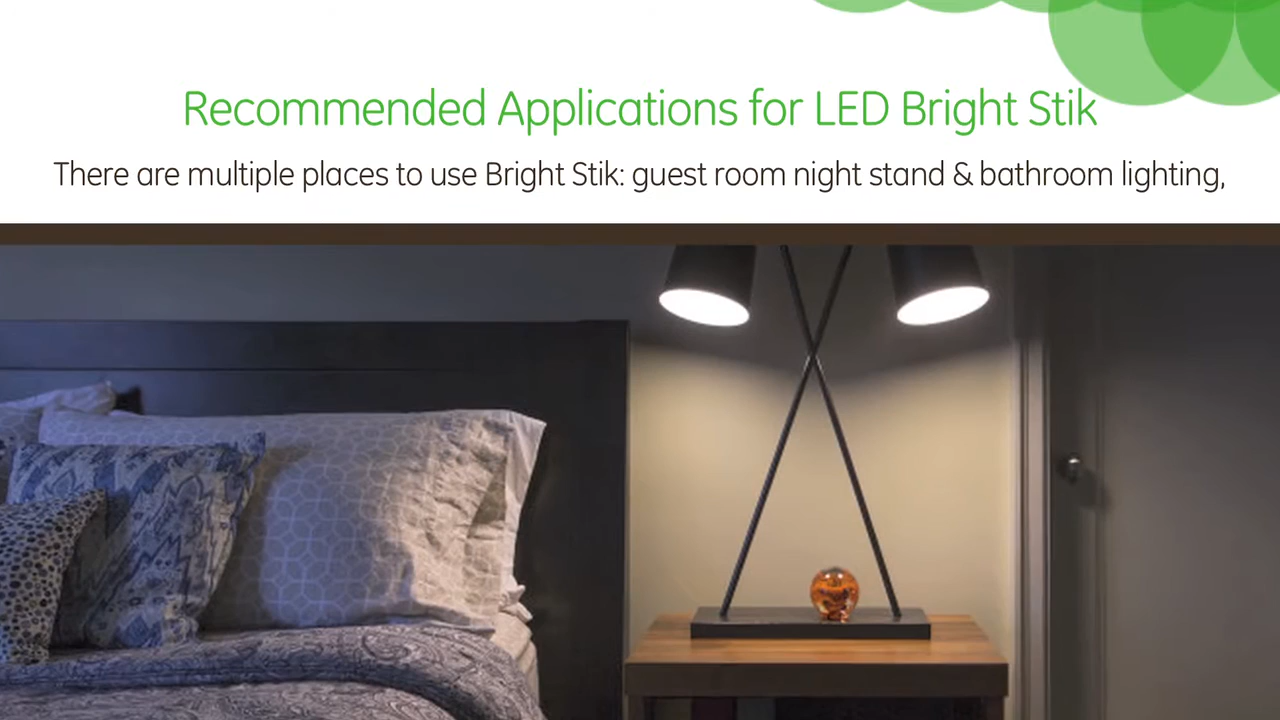 Recommended Applications for LED Bright Stik
There are multiple places to use Bright Stik: guest room night stand & bathroom lighting,